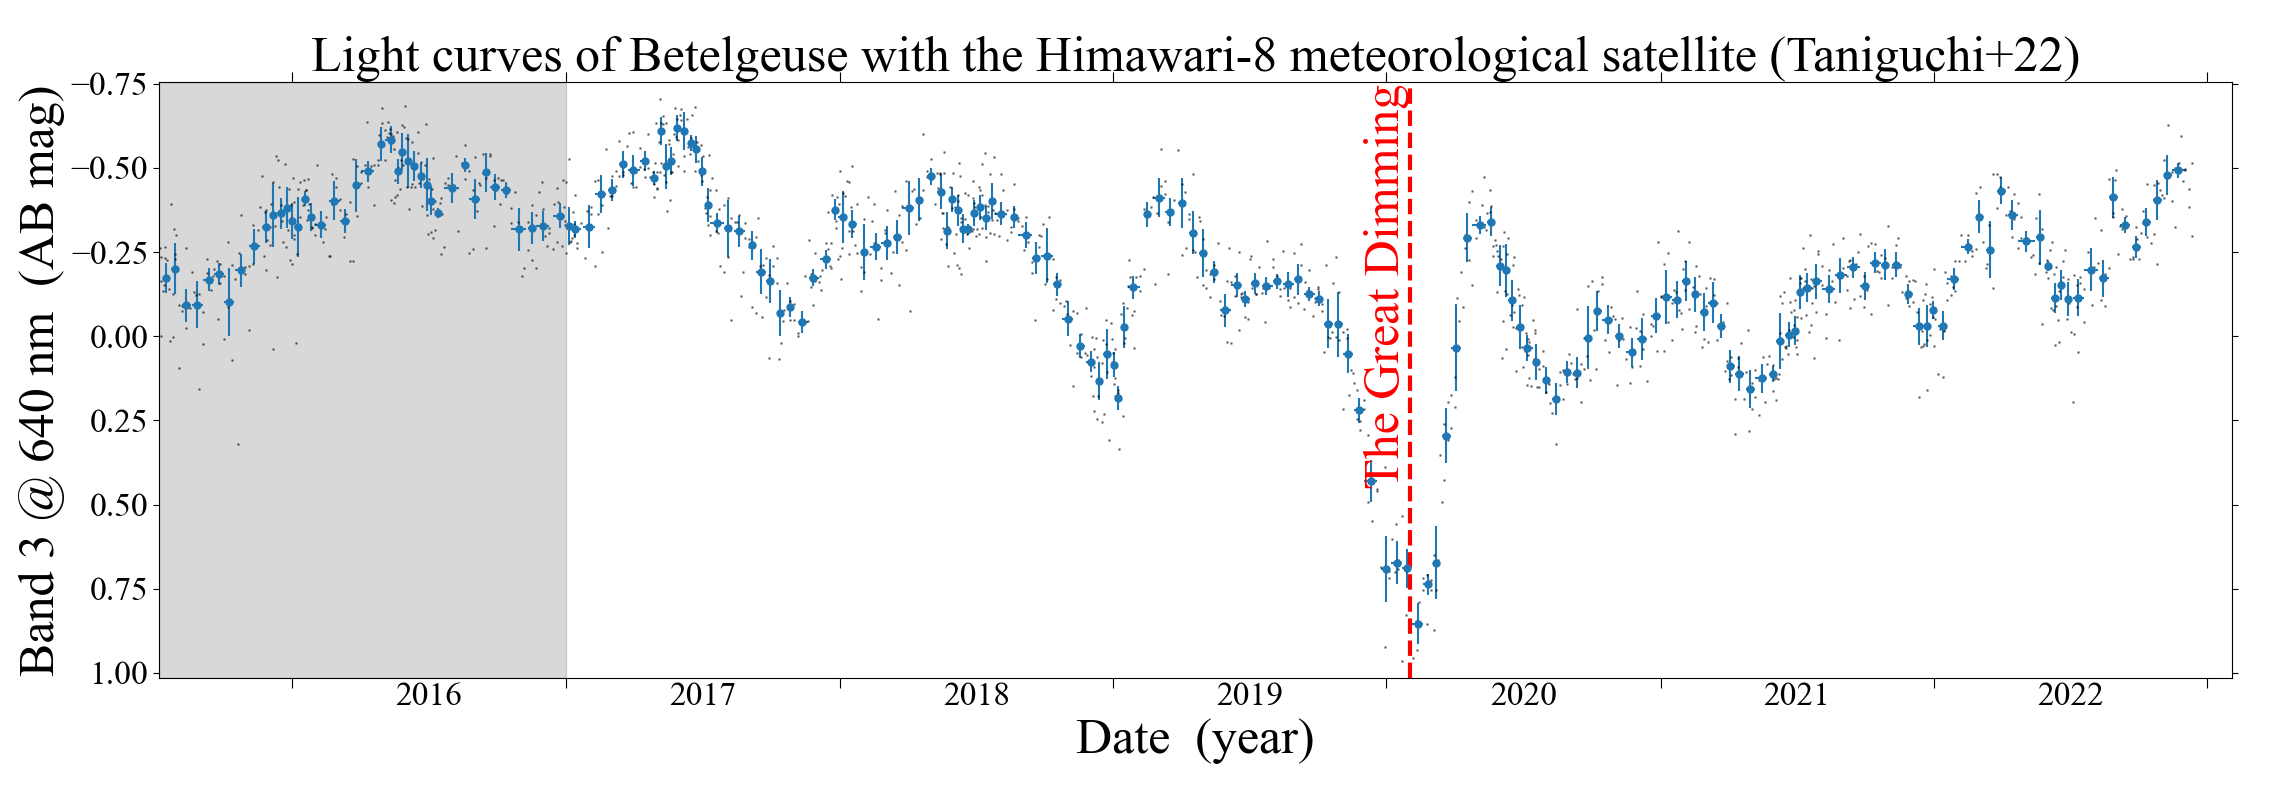 Light curves of Betelgeuse with the Himawari-8 meteorological satellite (Taniguchi+22)
Band 3 @ 640 nm (AB mag)
−0.75
−0.50
−0.25
0.00
0.25
0.50
0.75
1.00
The Great Dimming
2016 2017 2018 2019 2020 2021 2022
Date (year)